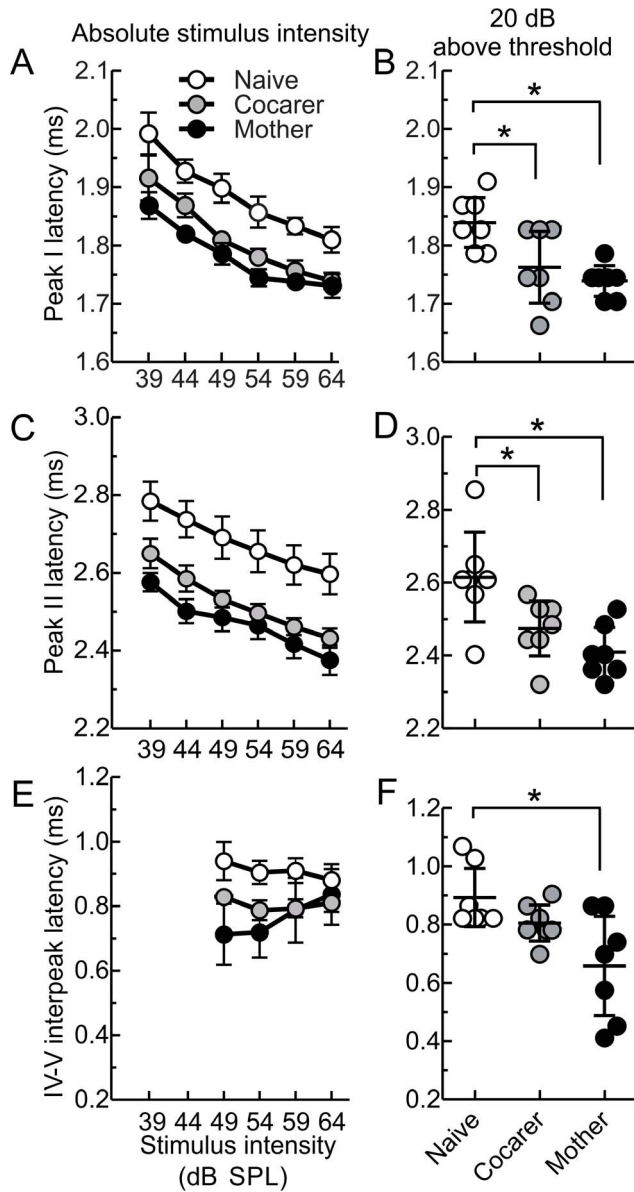 Absolute stimulus intensity
20 dB
above threshold
A
2.1
2.0
1.9
1.8
1.7
1.6
Peak I latency (ms)
Naive
Cocarer
Mother
39 44 49 54 59 64
B
2.1
2.0
1.9
1.8
1.7
1.6
*
*
C
3.0
2.8
2.6
2.4
2.2
Peak II latency (ms)
39 44 49 54 59 64
D
3.0
2.8
2.6
2.4
2.2
*
*
E
1.2
1.0
0.8
0.6
0.4
0.2
IV-V interpeak latency (ms)
39 44 49 54 59 64
Stimulus intensity
(dB SPL)
F
1.2
1.0
0.8
0.6
0.4
0.2
*
Naive
Cocarer
Mother